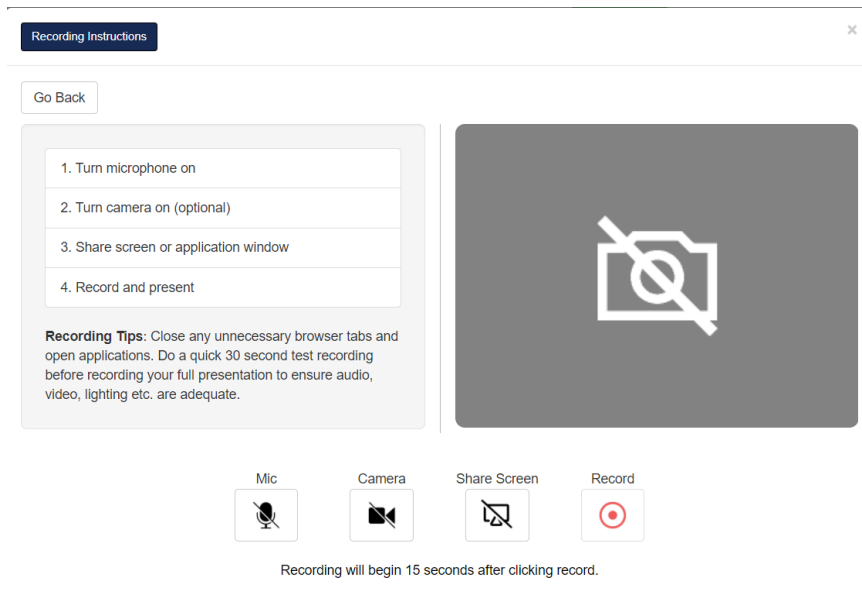 Recording Instructions
×
Go Back
1. Turn microphone on
2. Turn camera on (optional)
3. Share screen or application window
4. Record and present
Recording Tips: Close any unnecessary browser tabs and
open applications. Do a quick 30 second test recording
before recording your full presentation to ensure audio,
video, lighting etc. are adequate.
Mic Camera Share Screen Record
Recording will begin 15 seconds after clicking record.